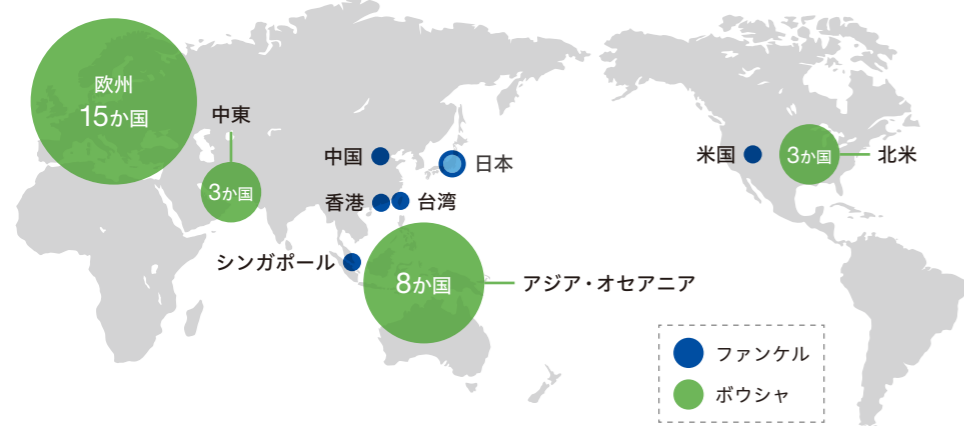 欧州
15か国
中東
3か国
中国
日本
香港
台湾
シンガポール
8か国
アジア・オセアニア
米国
3か国
北米
ファンケル
ボウシャ